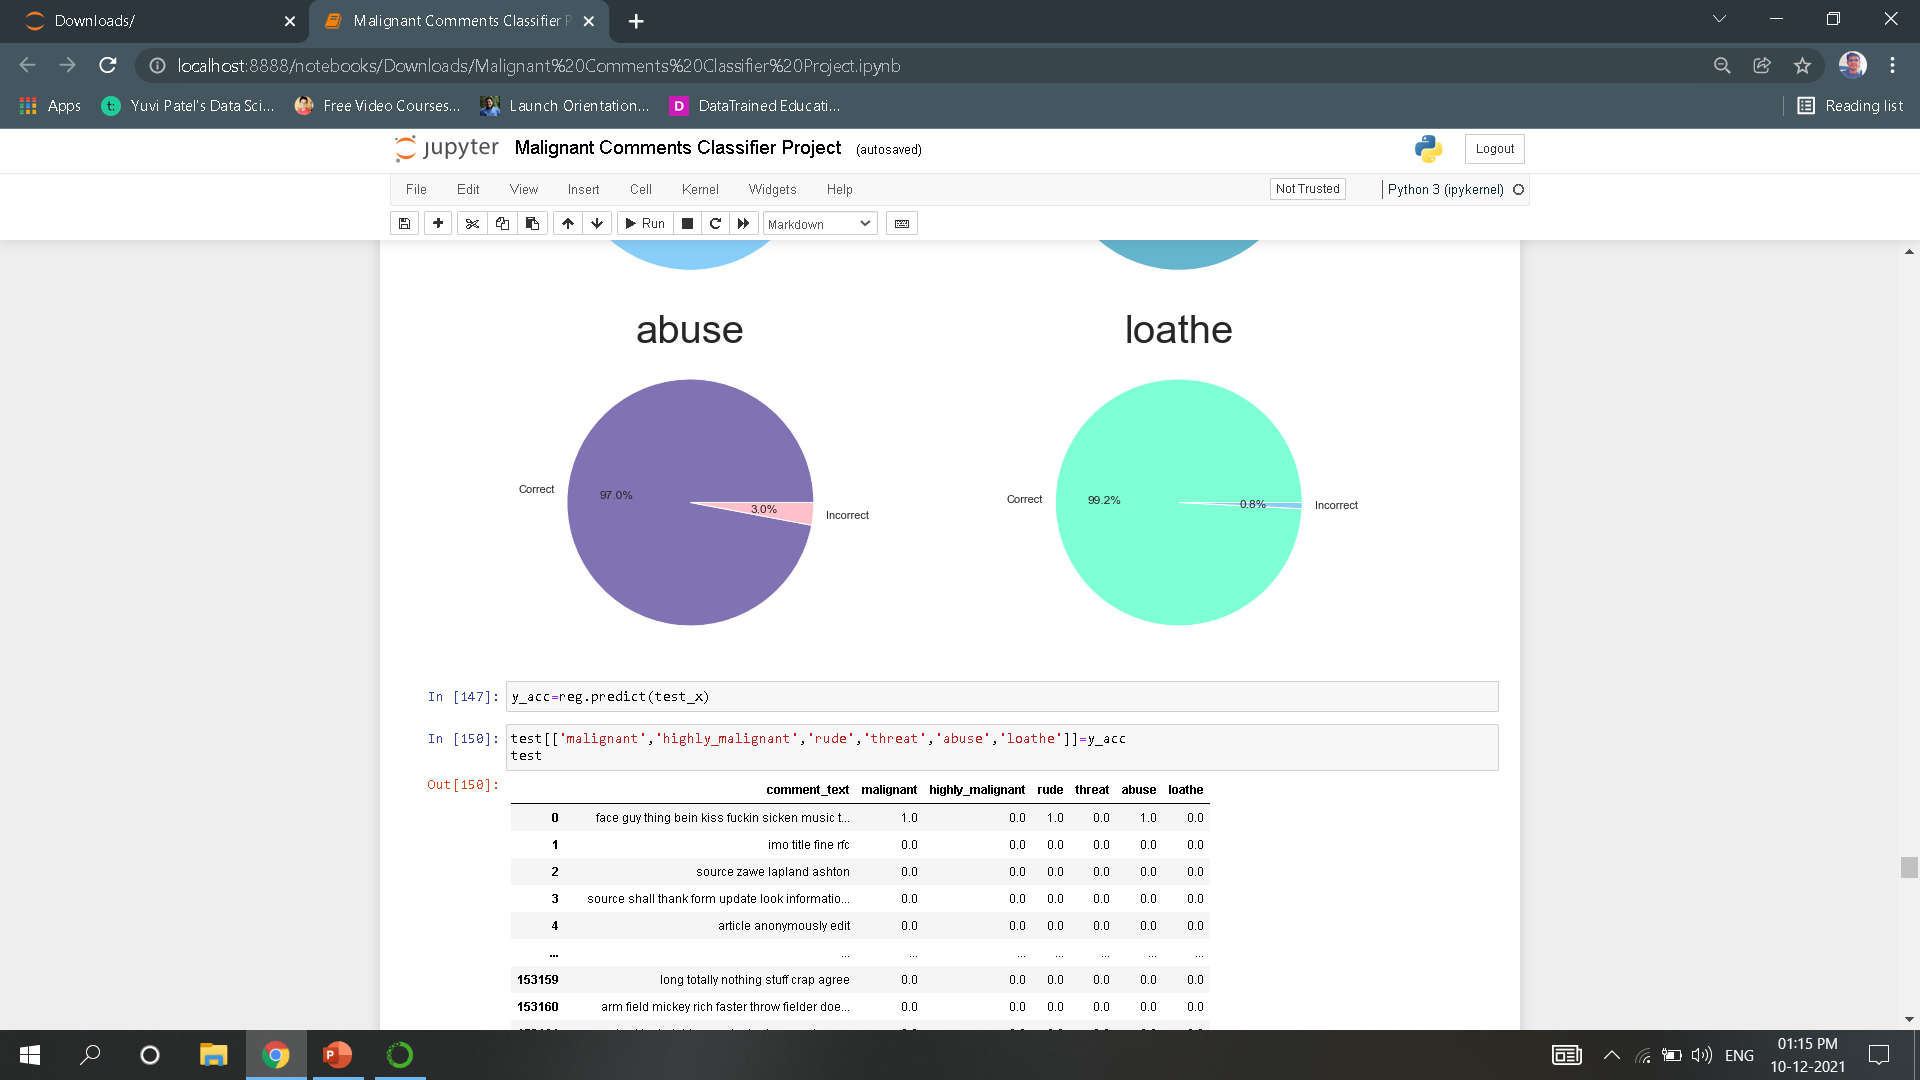 Downloads/
Malignant Comments Classifier P
localhost:8888/notebooks/Downloads/Malignant%20Comments%20Classifier%20Project.ipynb
Apps
Yuvi Patel's Data Sci...
Free Video Courses...
Launch Orientation...
D
DataTrained Educati...
Reading list
jupyter Malignant Comments Classifier Project (autosaved)
Logout
File Edit View Insert Cell Kernel Widgets Help
Not Trusted
Python 3 (ipykernel)
Run
Markdown
abuse
loathe
Correct
97.0%
3.0%
Incorrect
Correct
99.2%
0.8%
Incorrect
In [147]: y_acc=reg.predict(test_x)
In [150]: test[['malignant','highly_malignant','rude','threat','abuse','loathe']]=y_acc
test
Out[150]:
comment_text malignant highly_malignant rude threat abuse loathe
0 face guy thing bein kiss fuckin sicken music t... 1.0 0.0 1.0 0.0 1.0 0.0
1 imo title fine rfc 0.0 0.0 0.0 0.0 0.0 0.0
2 source zawe lapland ashton 0.0 0.0 0.0 0.0 0.0 0.0
3 source shall thank form update look informatio... 0.0 0.0 0.0 0.0 0.0 0.0
4 article anonymously edit 0.0 0.0 0.0 0.0 0.0 0.0
... ... ... ... ... ... ... ...
153159 long totally nothing stuff crap agree 0.0 0.0 0.0 0.0 0.0 0.0
153160 arm field mickey rich faster throw fielder doe... 0.0 0.0 0.0 0.0 0.0 0.0
P
ENG
01:15 PM
10-12-2021